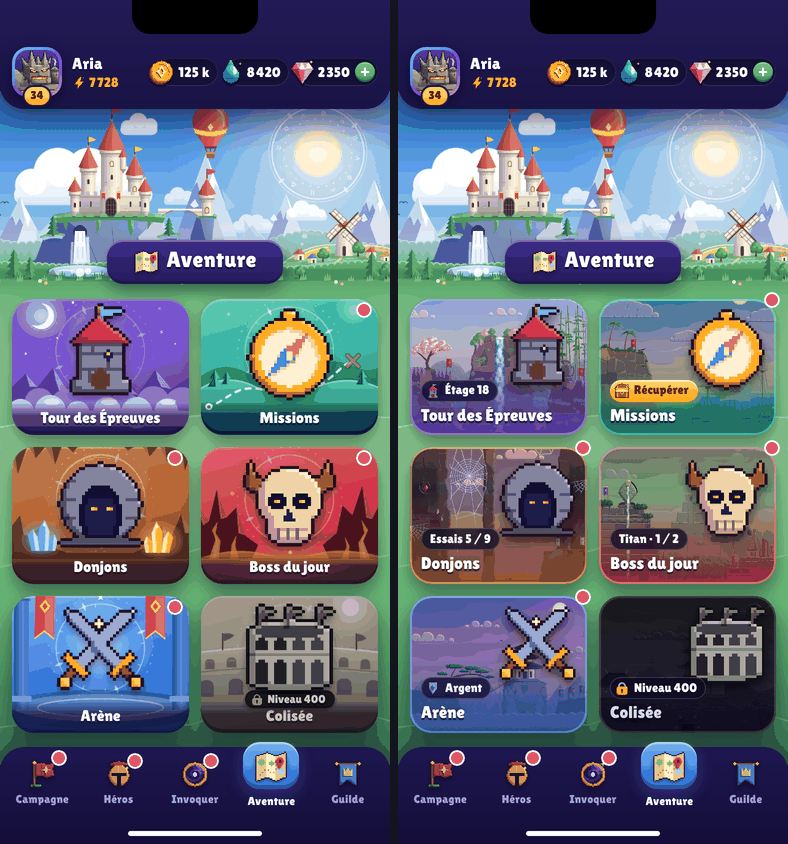 Aria
7728
34
125 k
8420
2350
+
Aventure
Tour des Épreuves
Missions
Donjons
Boss du jour
Niveau 400
Arène
Colisée
Campagne
Héros
Invoquer
Aventure
Guilde
Aria
7728
34
125 k
8420
2350
+
Aventure
Étage 18
Tour des Épreuves
Récupérer
Missions
Essais 5 / 9
Donjons
Titan · 1 / 2
Boss du jour
Argent
Arène
Niveau 400
Colisée
Campagne
Héros
Invoquer
Aventure
Guilde